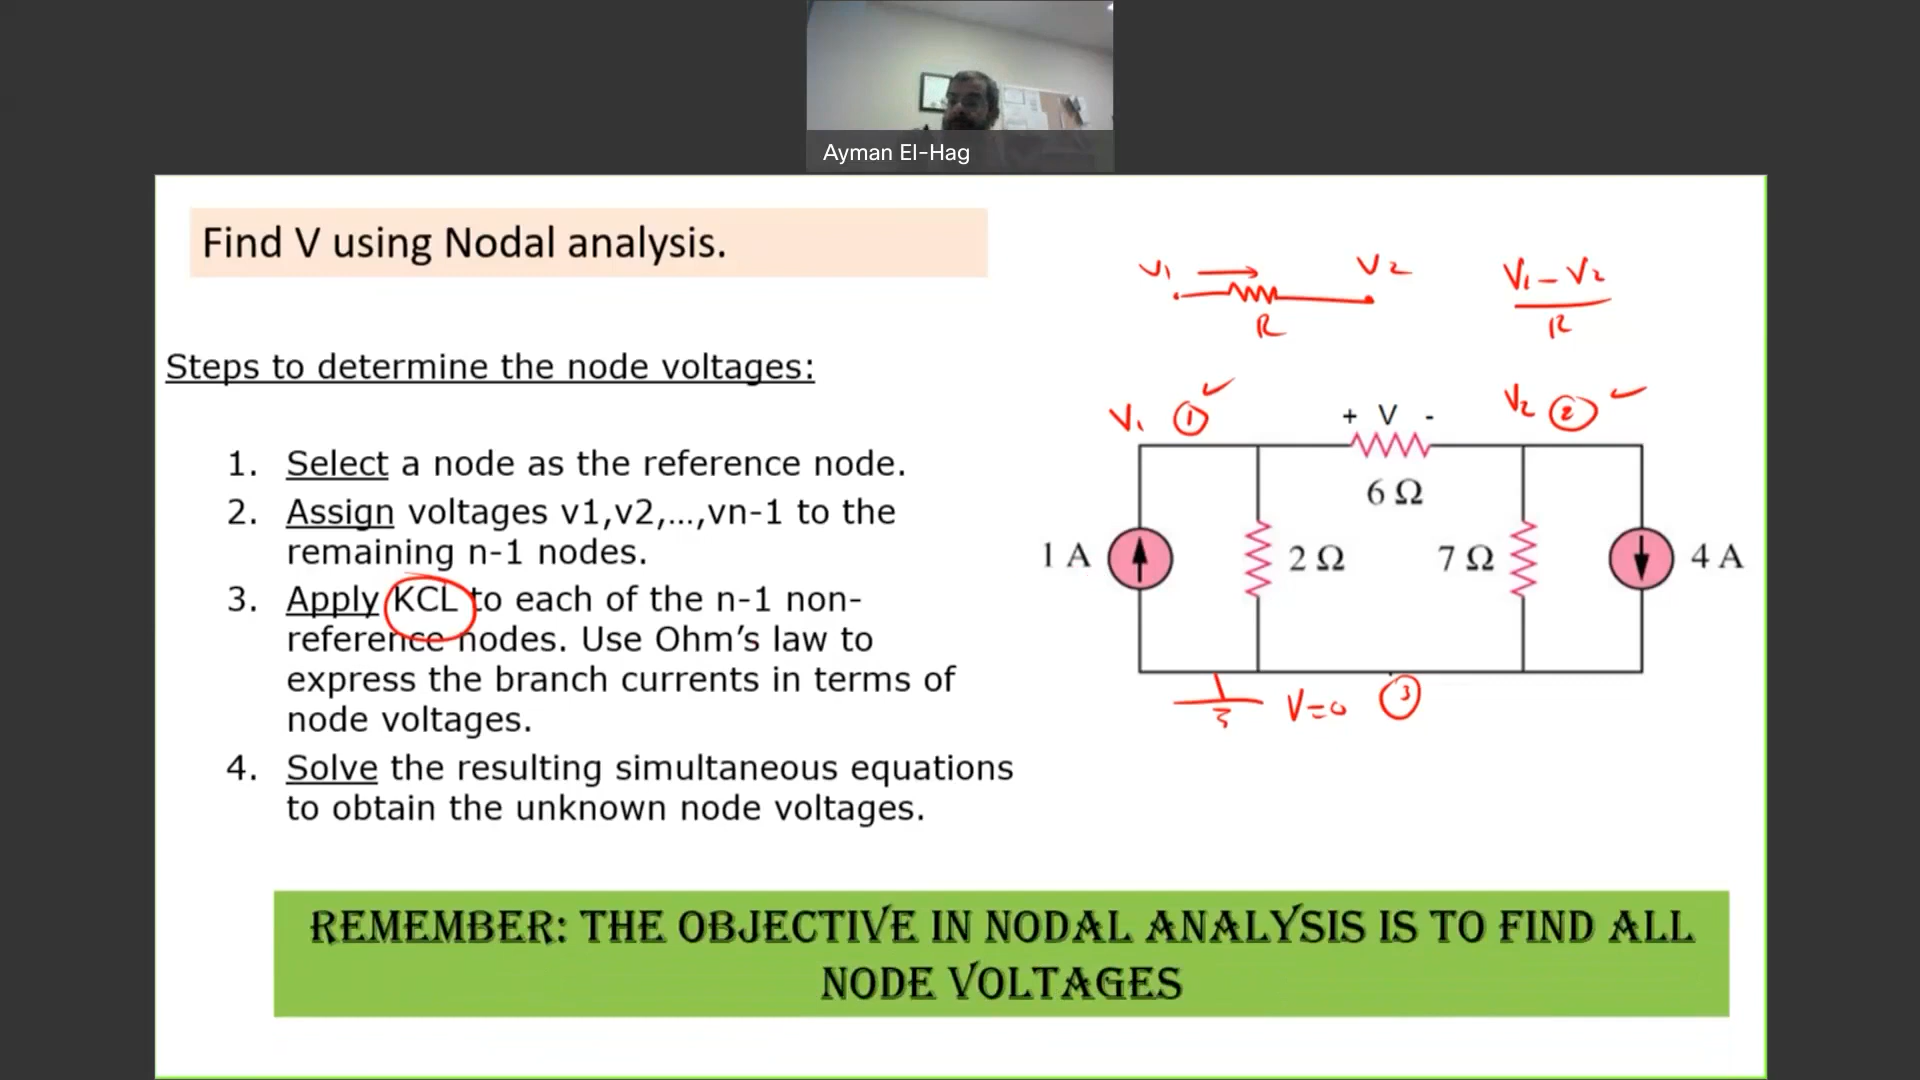 Ayman El-Hag
Find V using Nodal analysis.
V1 V2 V1 - V2
R R
Steps to determine the node voltages:
V1 1 + V - V2 2
1. Select a node as the reference node.
6 Ω
2. Assign voltages v1,v2,...,vn-1 to the
remaining n-1 nodes.
1 A 2 Ω 7 Ω 4 A
3. Apply KCL to each of the n-1 non-
reference nodes. Use Ohm's law to
express the branch currents in terms of
node voltages.
V=0 3
4. Solve the resulting simultaneous equations
to obtain the unknown node voltages.
REMEMBER: THE OBJECTIVE IN NODAL ANALYSIS IS TO FIND ALL
NODE VOLTAGES